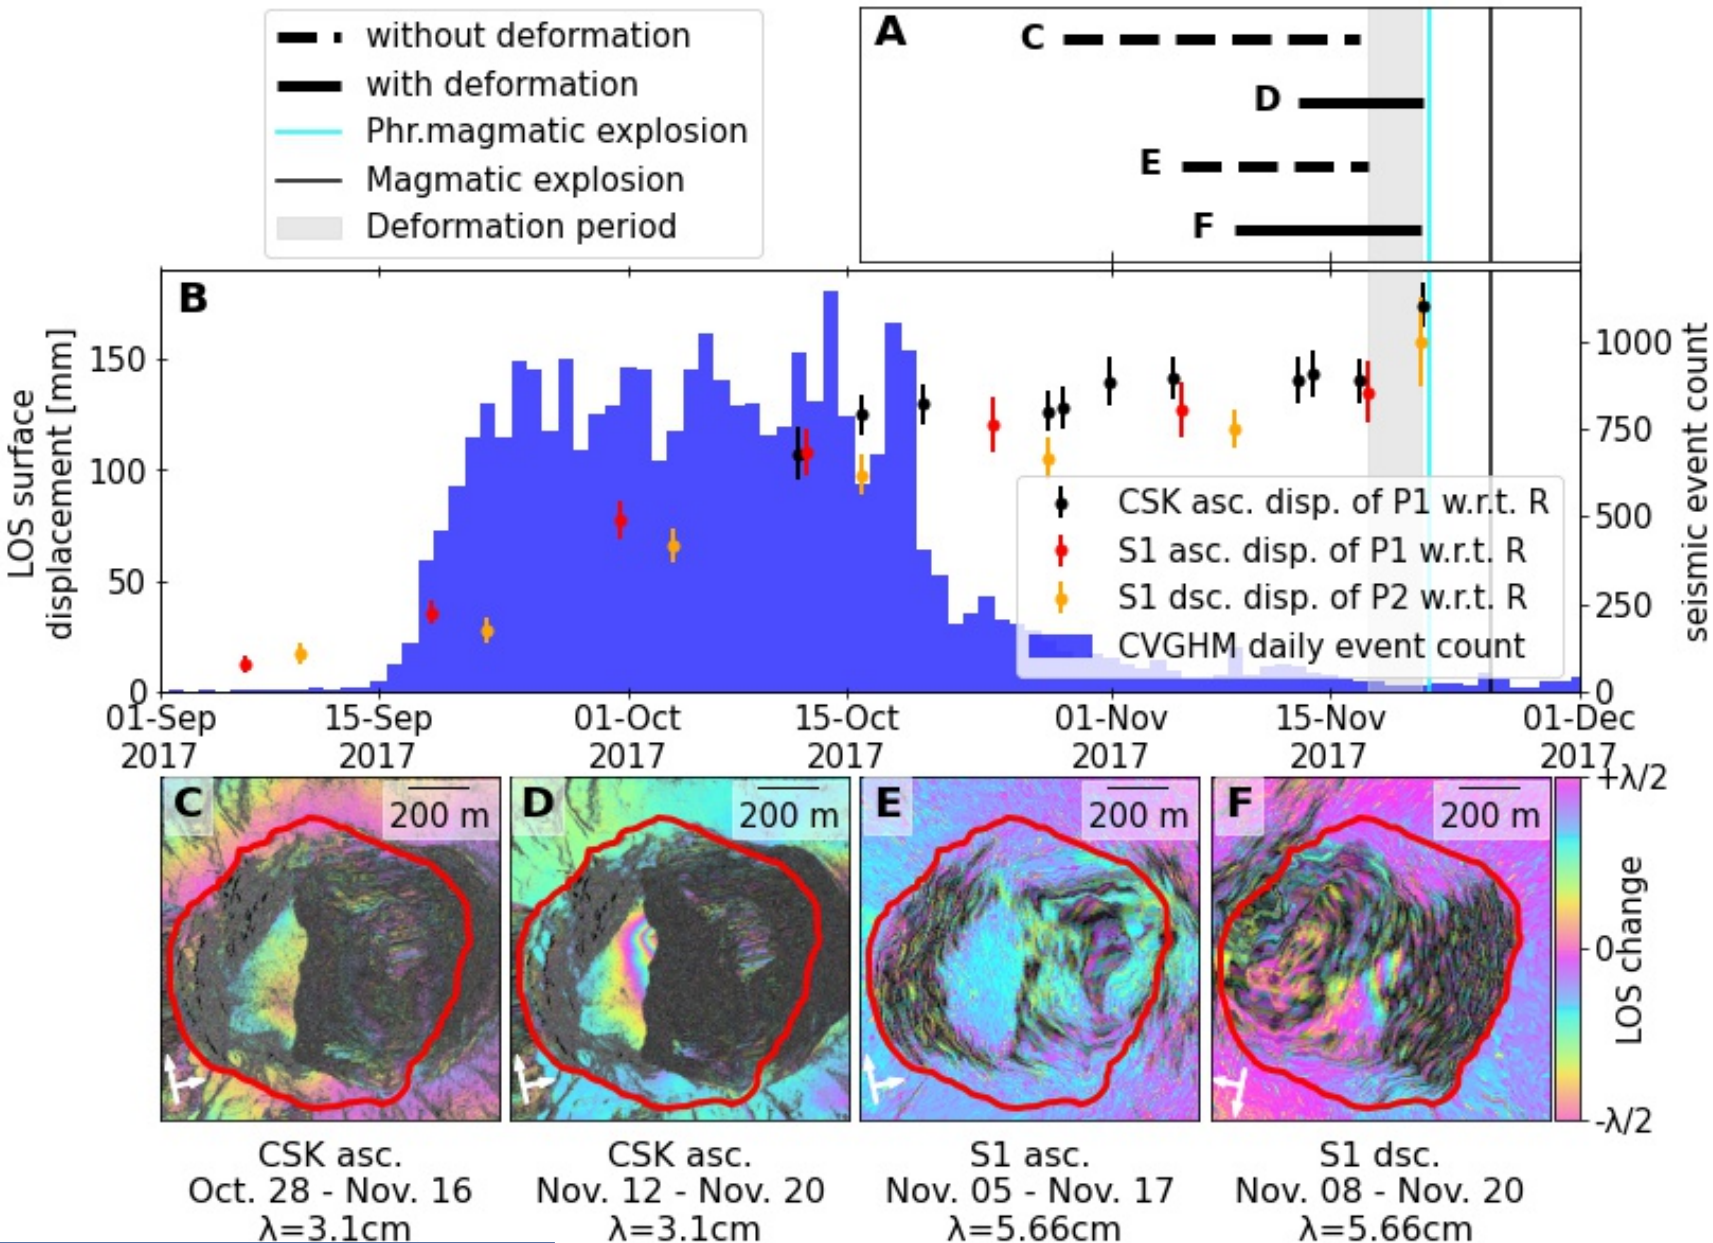 without deformation
with deformation
Phr.magmatic explosion
Magmatic explosion
Deformation period
A
C
D
E
F
B
LOS surface
displacement [mm]
150
100
50
0
seismic event count
1000
750
500
250
0
CSK asc. disp. of P1 w.r.t. R
S1 asc. disp. of P1 w.r.t. R
S1 dsc. disp. of P2 w.r.t. R
CVGHM daily event count
01-Sep
2017
15-Sep
2017
01-Oct
2017
15-Oct
2017
01-Nov
2017
15-Nov
2017
01-Dec
2017
C
200 m
D
200 m
E
200 m
F
200 m
+λ/2
0
-λ/2
LOS change
CSK asc.
Oct. 28 - Nov. 16
λ=3.1cm
CSK asc.
Nov. 12 - Nov. 20
λ=3.1cm
S1 asc.
Nov. 05 - Nov. 17
λ=5.66cm
S1 dsc.
Nov. 08 - Nov. 20
λ=5.66cm